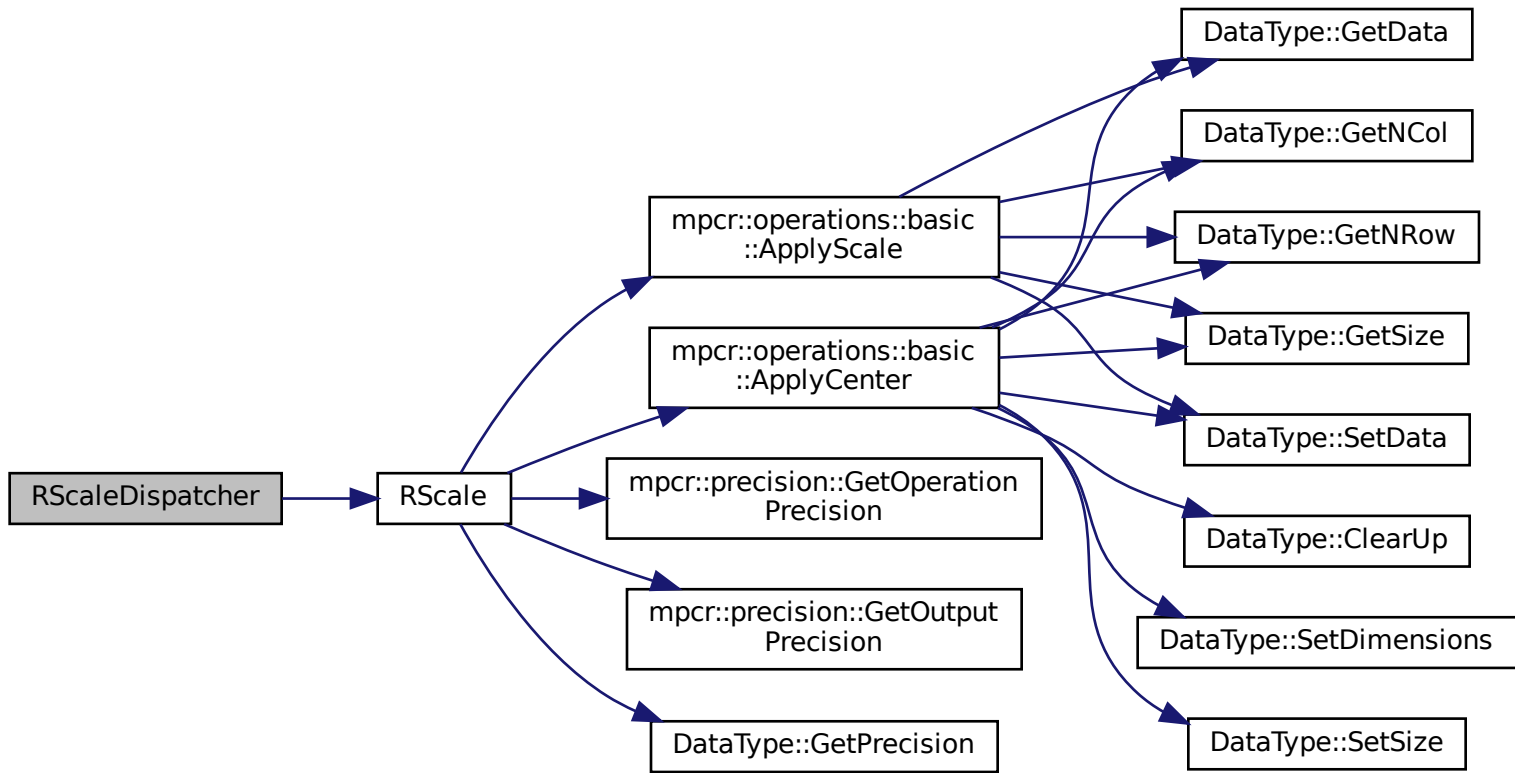 RScaleDispatcher
RScale
mpcr::operations::basic
::ApplyScale
mpcr::operations::basic
::ApplyCenter
mpcr::precision::GetOperation
Precision
mpcr::precision::GetOutput
Precision
DataType::GetPrecision
DataType::GetData
DataType::GetNCol
DataType::GetNRow
DataType::GetSize
DataType::SetData
DataType::ClearUp
DataType::SetDimensions
DataType::SetSize